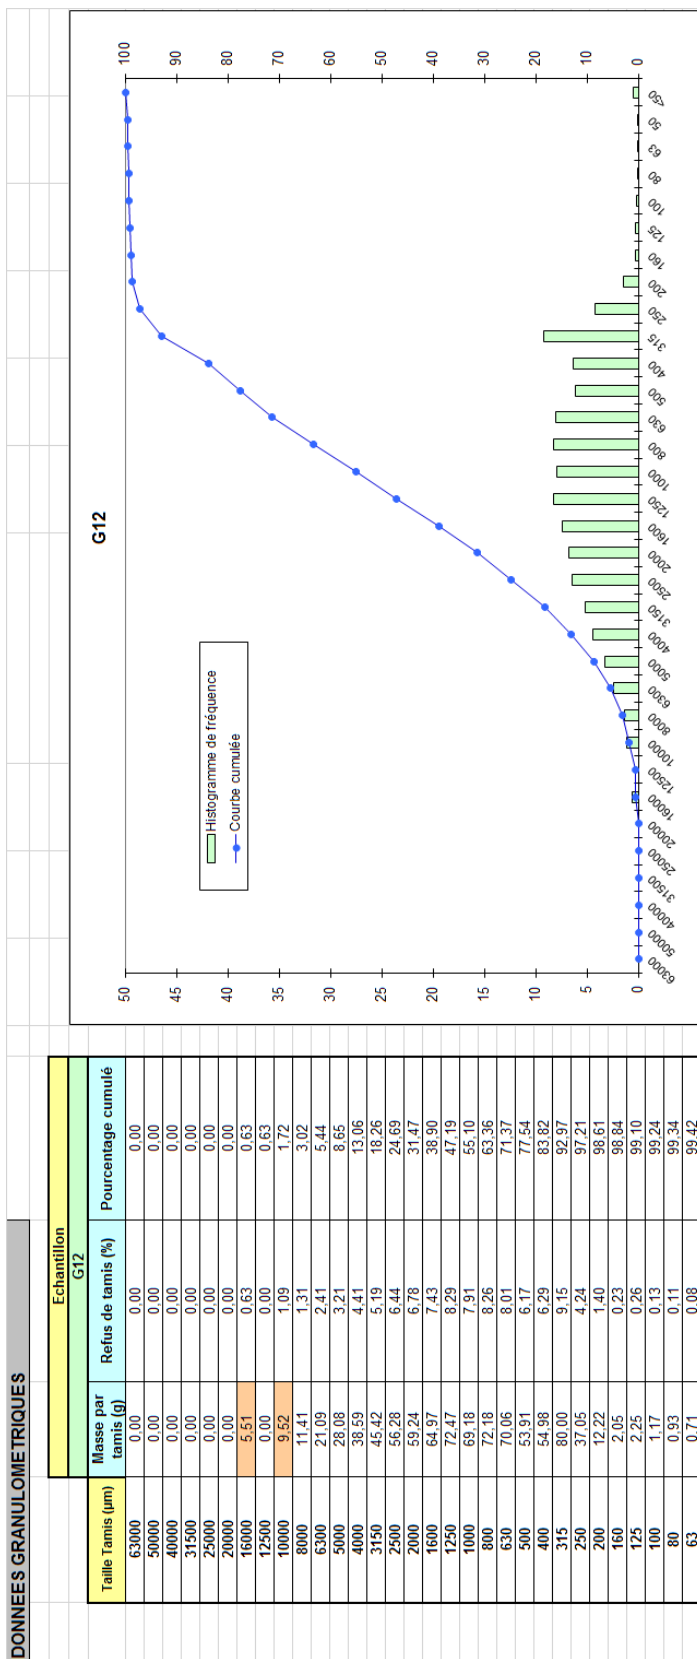 DONNEES GRANULOMETRIQUES
Echantillon
G12
Taille Tamis (µm) Masse par tamis (g) Refus de tamis (%) Pourcentage cumulé
63000 0,00 0,00 0,00
50000 0,00 0,00 0,00
40000 0,00 0,00 0,00
31500 0,00 0,00 0,00
25000 0,00 0,00 0,00
20000 0,00 0,00 0,00
16000 5,51 0,63 0,63
12500 0,00 0,00 0,63
10000 9,52 1,09 1,72
8000 11,41 1,31 3,02
6300 21,09 2,41 5,44
5000 28,08 3,21 8,65
4000 38,59 4,41 13,06
3150 45,42 5,19 18,26
2500 56,28 6,44 24,69
2000 59,24 6,78 31,47
1600 64,97 7,43 38,90
1250 72,47 8,29 47,19
1000 69,18 7,91 55,10
800 72,18 8,26 63,36
630 70,06 8,01 71,37
500 53,91 6,17 77,54
400 54,98 6,29 83,82
315 80,00 9,15 92,97
250 37,05 4,24 97,21
200 12,22 1,40 98,61
160 2,05 0,23 98,84
125 2,25 0,26 99,10
100 1,17 0,13 99,24
80 0,93 0,11 99,34
63 0,71 0,08 99,42
G12
Histogramme de fréquence
Courbe cumulée
50
45
40
35
30
25
20
15
10
5
0
100
90
80
70
60
50
40
30
20
10
0
63000 50000 40000 31500 25000 20000 16000 12500 10000 8000 6300 5000 4000 3150 2500 2000 1600 1250 1000 800 630 500 400 315 250 200 160 125 100 80 63 50 <50